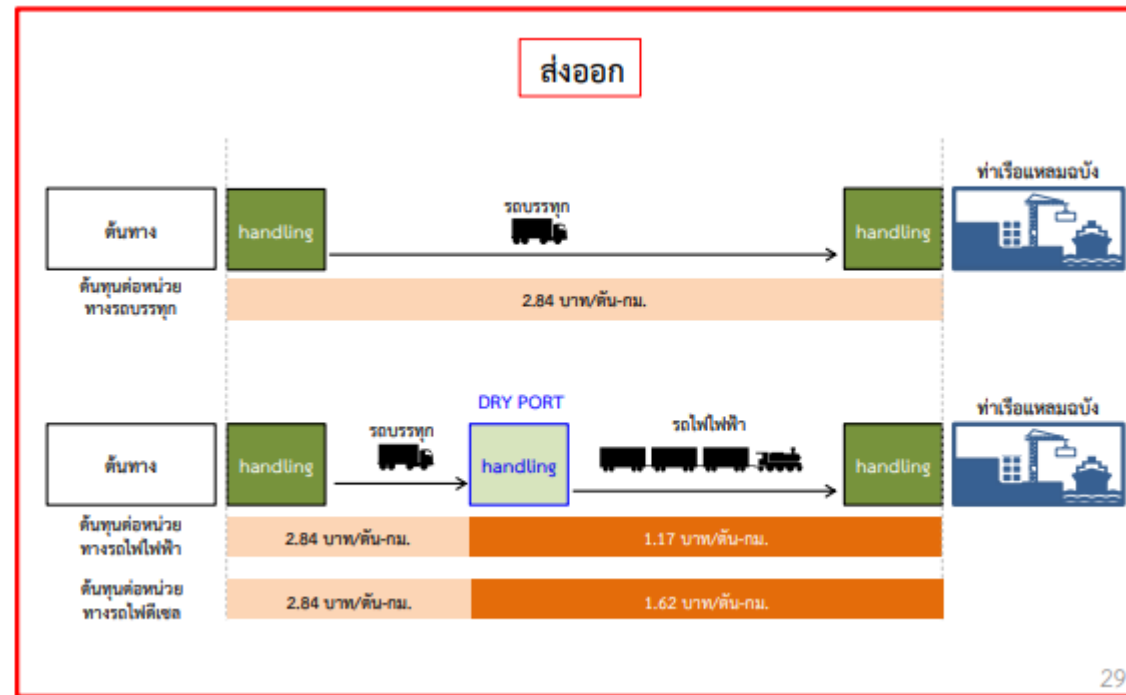 ส่งออก
ท่าเรือแหลมฉบัง
รถบรรทุก
ต้นทาง
handling
handling
ต้นทุนต่อหน่วย
ทางรถบรรทุก
2.84 บาท/ตัน-กม.
DRY PORT
ท่าเรือแหลมฉบัง
รถบรรทุก
รถไฟไฟฟ้า
ต้นทาง
handling
handling
handling
ต้นทุนต่อหน่วย
ทางรถไฟไฟฟ้า
2.84 บาท/ตัน-กม.
1.17 บาท/ตัน-กม.
ต้นทุนต่อหน่วย
ทางรถไฟดีเซล
2.84 บาท/ตัน-กม.
1.62 บาท/ตัน-กม.
29